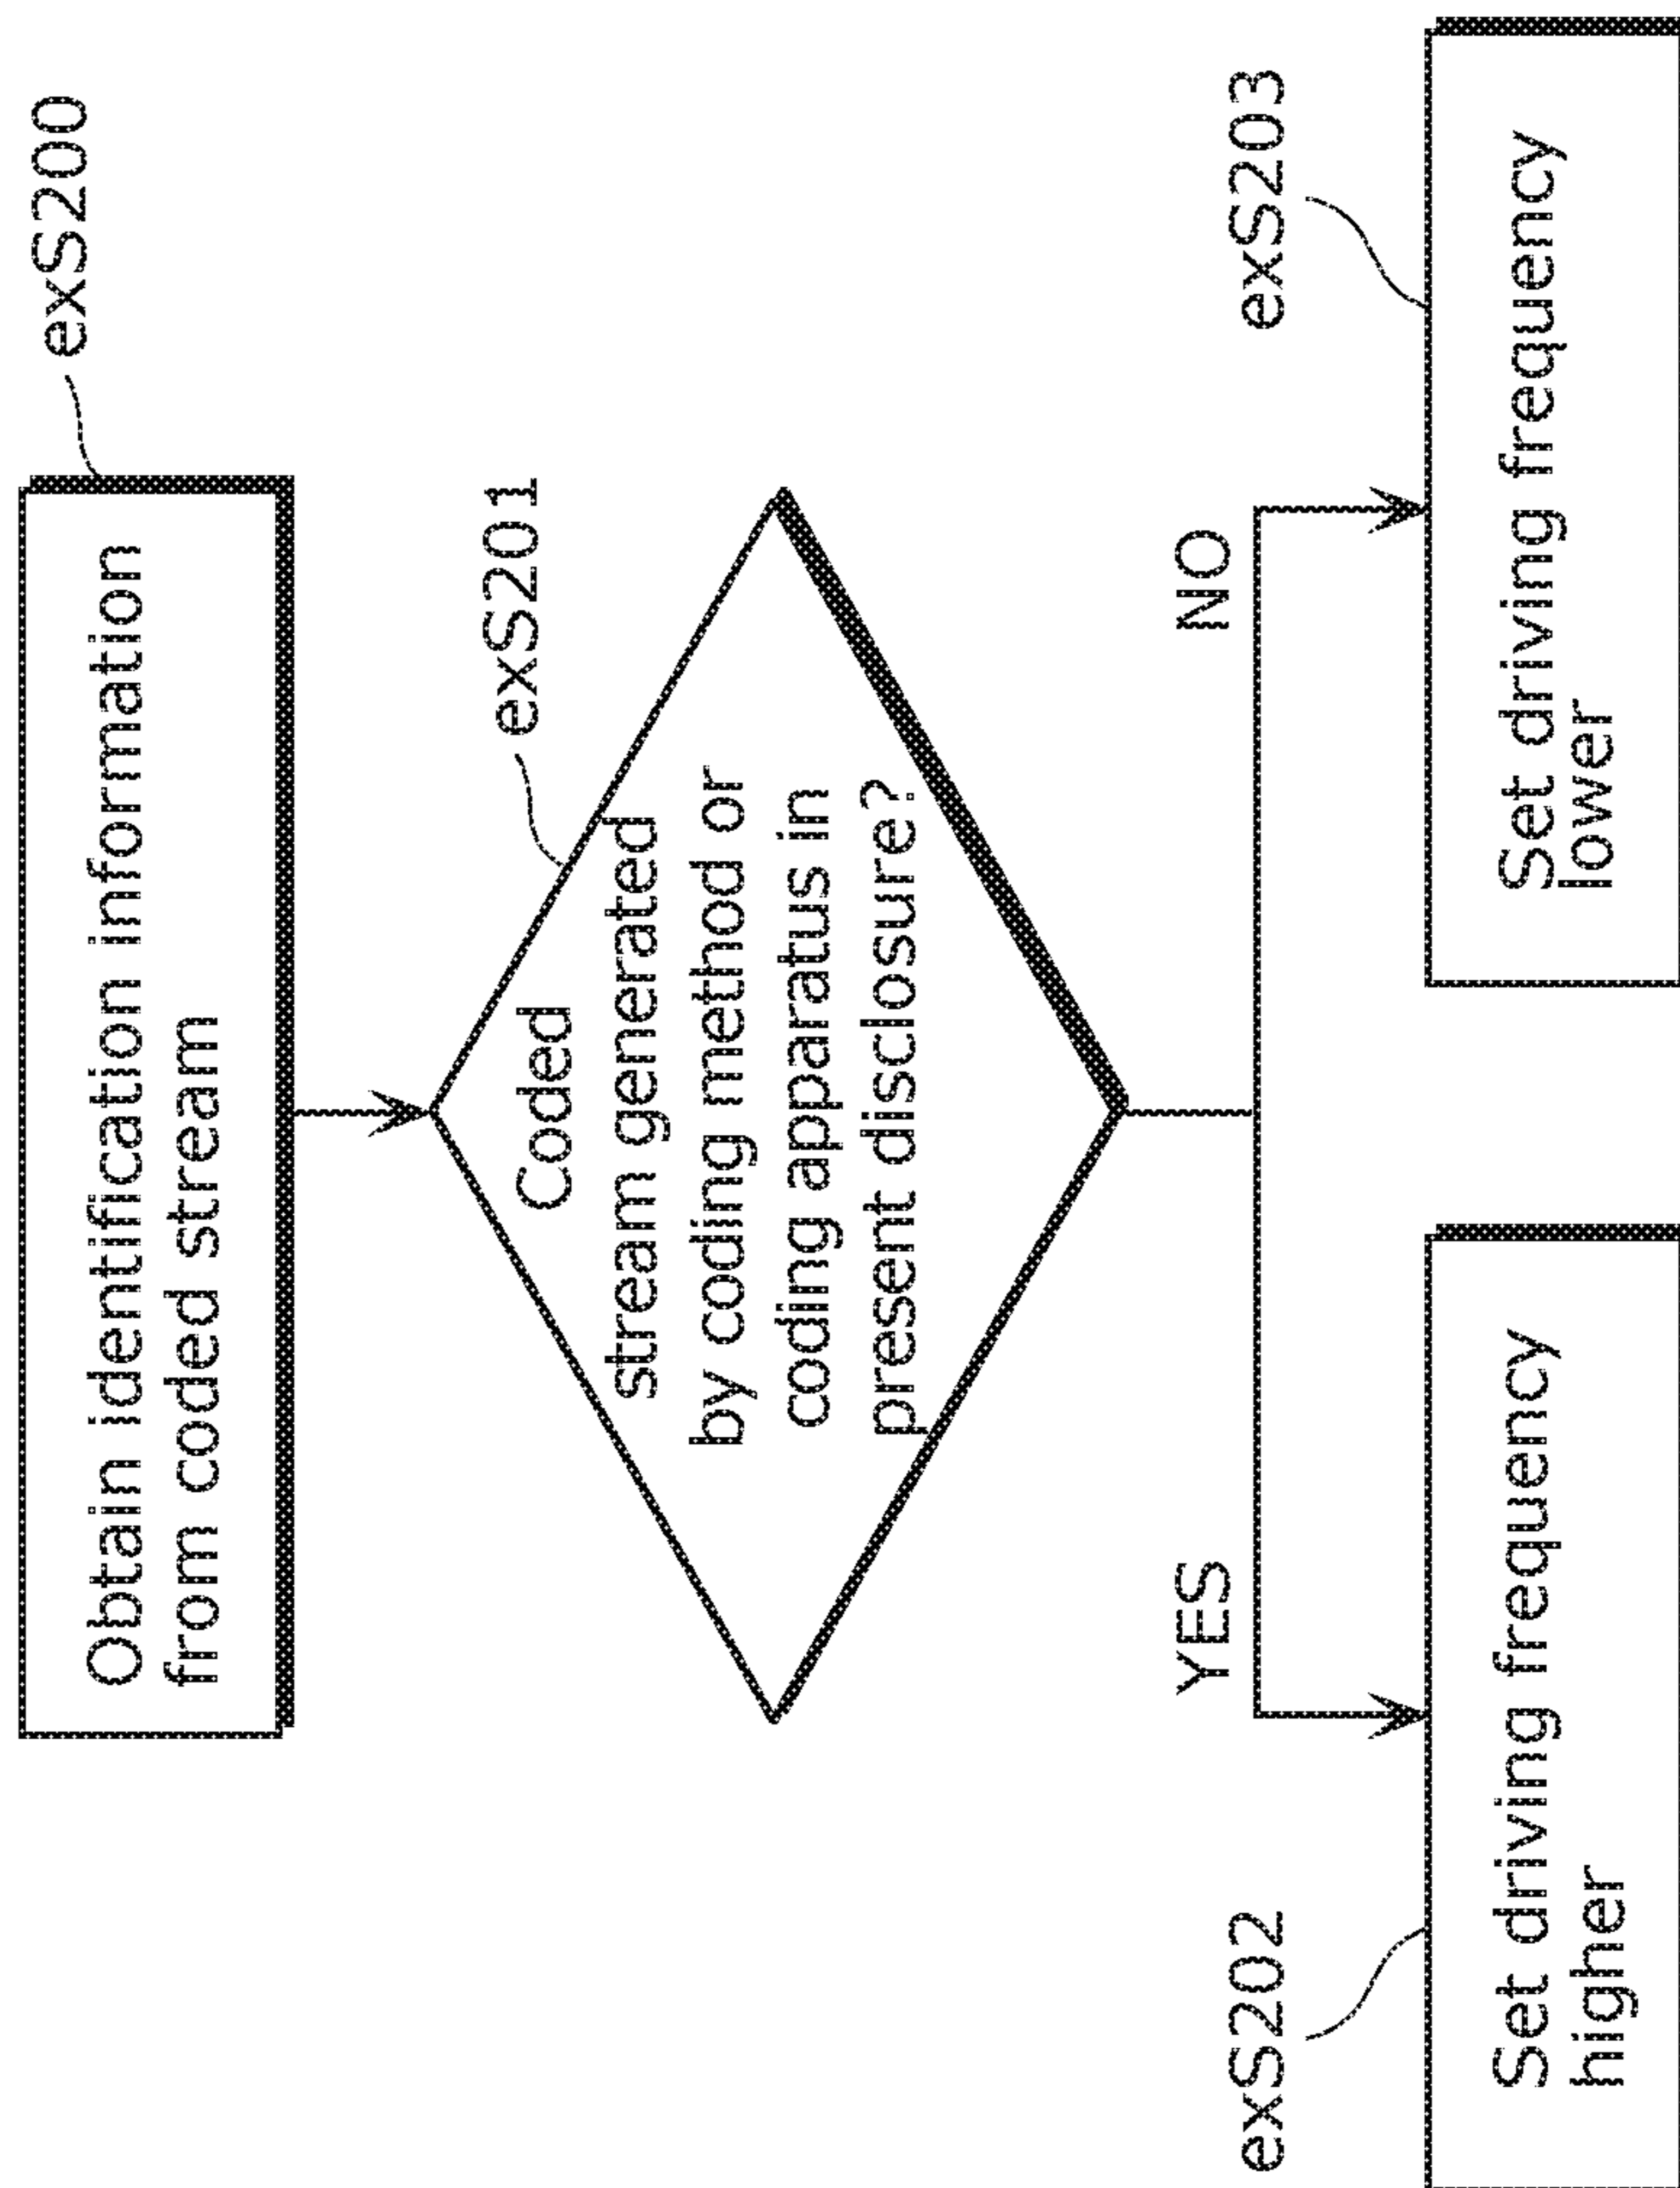 exS200
Obtain identification information
from coded stream
exS201
Coded
stream generated
by coding method or
coding apparatus in
present disclosure?
YES
NO
exS202
exS203
Set driving frequency
higher
Set driving frequency
lower